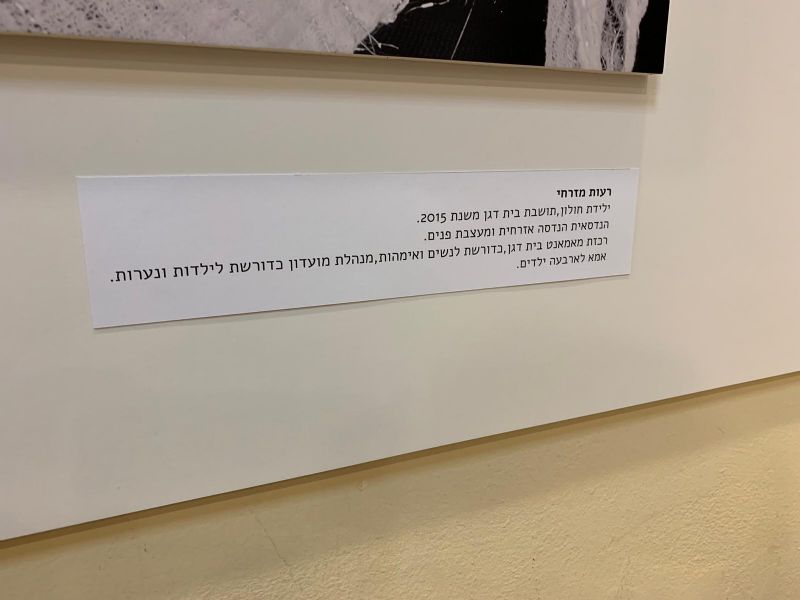 רעות מזרחי
ילידת חולון,תושבת בית דגן משנת 2015.
הנדסאית הנדסה אזרחית ומעצבת פנים.
רכזת מאמאנט בית דגן,כדורשת לנשים ואימהות,מנהלת מועדון כדורשת לילדות ונערות.
אמא לארבעה ילדים.